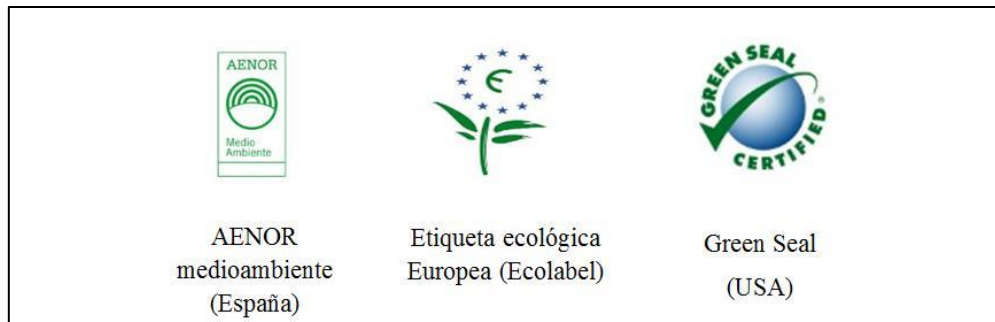 AENOR
Medio
Ambiente
€
GREEN SEAL
CERTIFIED®
AENOR
medioambiente
(España)
Etiqueta ecológica
Europea (Ecolabel)
Green Seal
(USA)